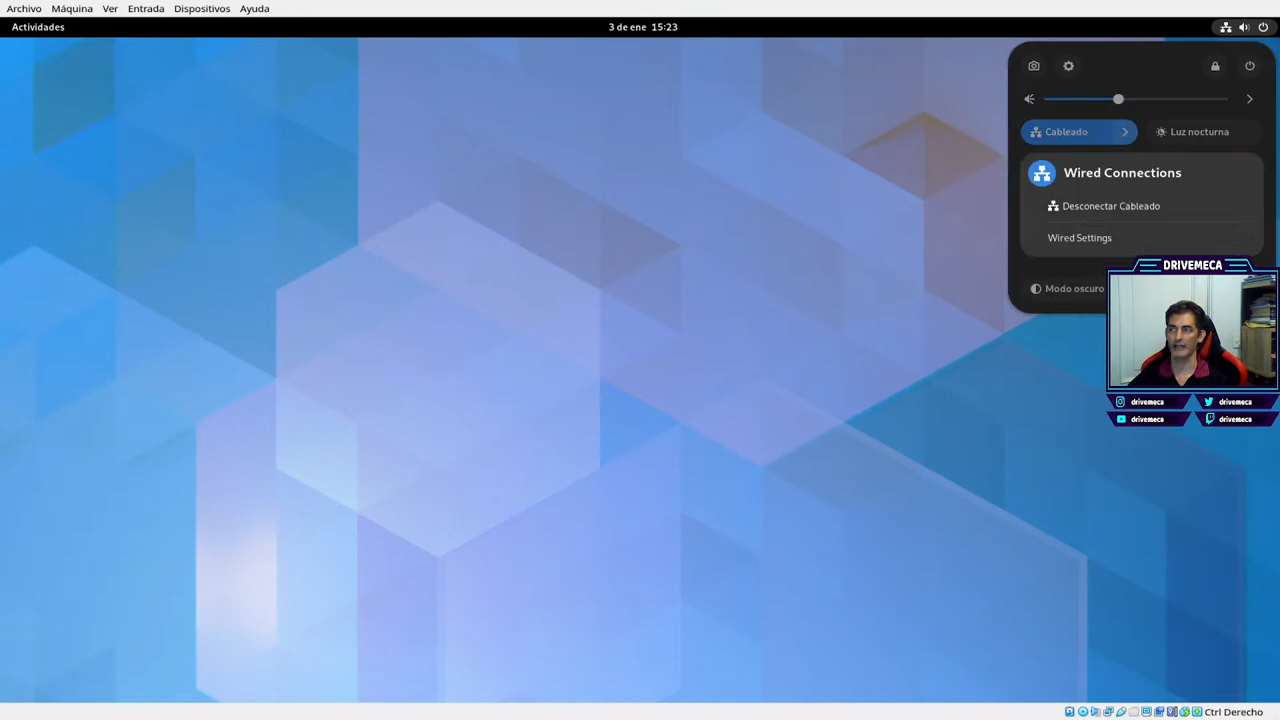 Archivo Máquina Ver Entrada Dispositivos Ayuda
Actividades 3 de ene 15:23
Cableado Luz nocturna
Wired Connections
Desconectar Cableado
Wired Settings
DRIVEMECA
Modo oscuro
drivemeca drivemeca
drivemeca drivemeca
Ctrl Derecho